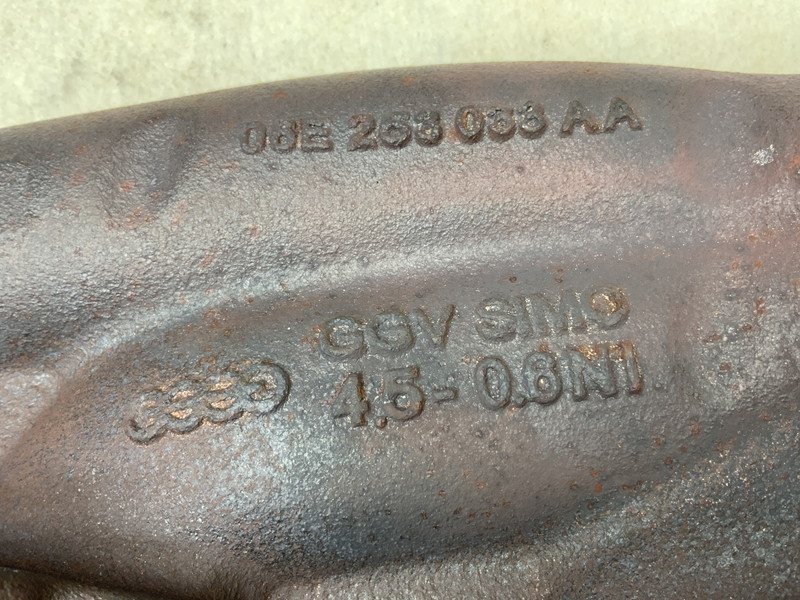 06E 253 033 AA
GGV SIMO
4.5- 0.6NI